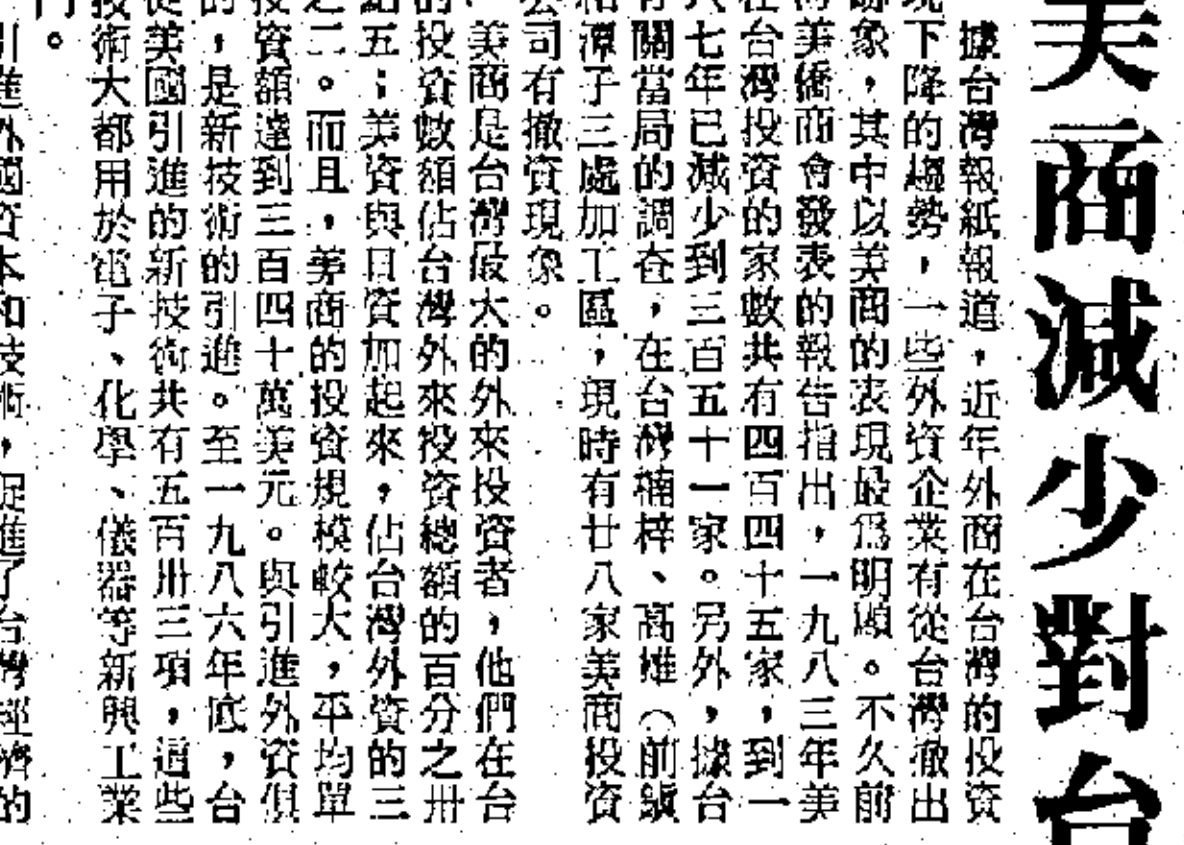 美商減少對台
據台灣報紙報道，近年外商在台灣的投資
現下降的趨勢，一些外資企業有從台灣撤出
跡象，其中以美商的表現最爲明顯。不久前
美僑商會發表的報告指出，一九八三年美
在台灣投資的家數共有四百四十五家，到一
八七年已減少到三百五十一家。另外，據台
有關當局的調查，在台灣楠梓、高雄（前鎮
和潭子三處加工區，現時有廿八家美商投資
公司有撤資現象。
美商是台灣最大的外來投資者，他們在台
的投資數額佔台灣外來投資總額的百分之卅
點五；美資與日資加起來，佔台灣外資的三
之二。而且，美商的投資規模較大，平均單
投資額達到三百四十萬美元。與引進外資俱
的，是新技術的引進。至一九八六年底，台
從美國引進的新技術共有五百卅三項，這些
技術大都用於電子、化學、儀器等新興工業
門。
引進外國資本和技術，促進了台灣經濟的